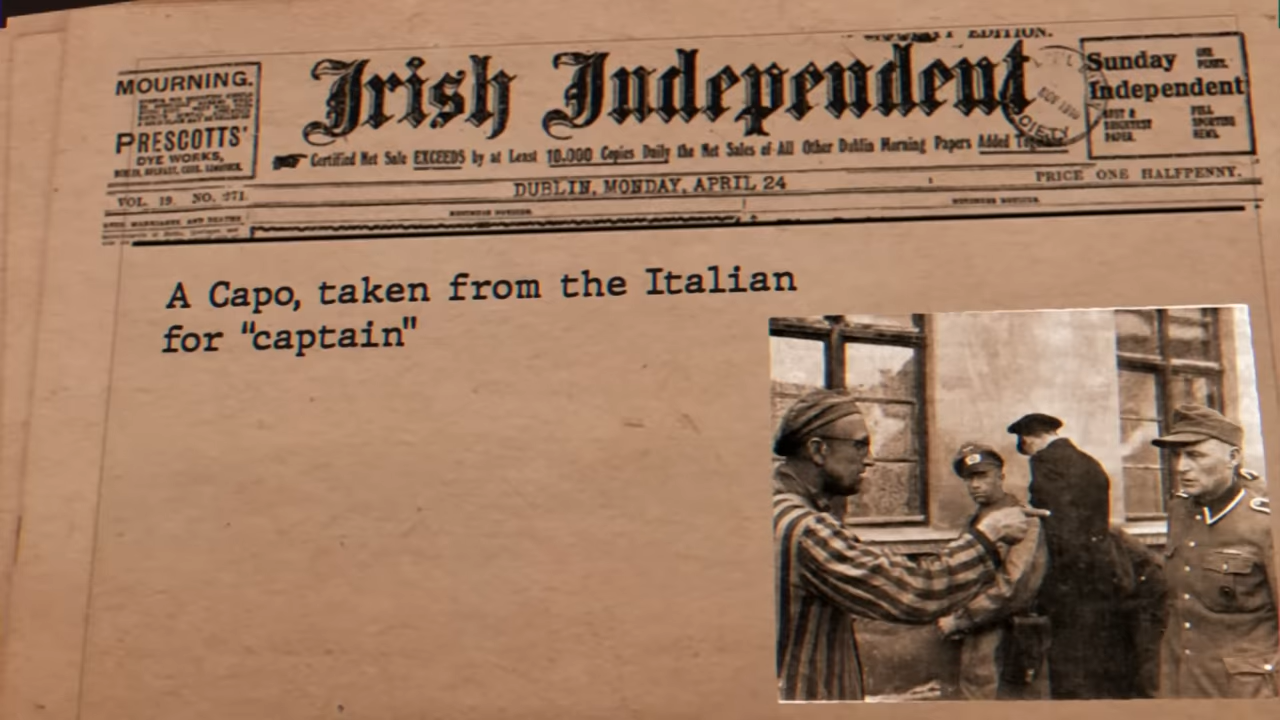 EDITION.
MOURNING.
PRESCOTTS'
DYE WORKS,
Irish Independent
Certified Net Sale EXCEEDS by at Least 10,000 Copies Daily the Net Sales of All Other Dublin Morning Papers Added
Sunday
Independent
VOL. 19. NO. 271.
DUBLIN, MONDAY, APRIL 24
PRICE ONE HALFPENNY.
A Capo, taken from the Italian
for "captain"